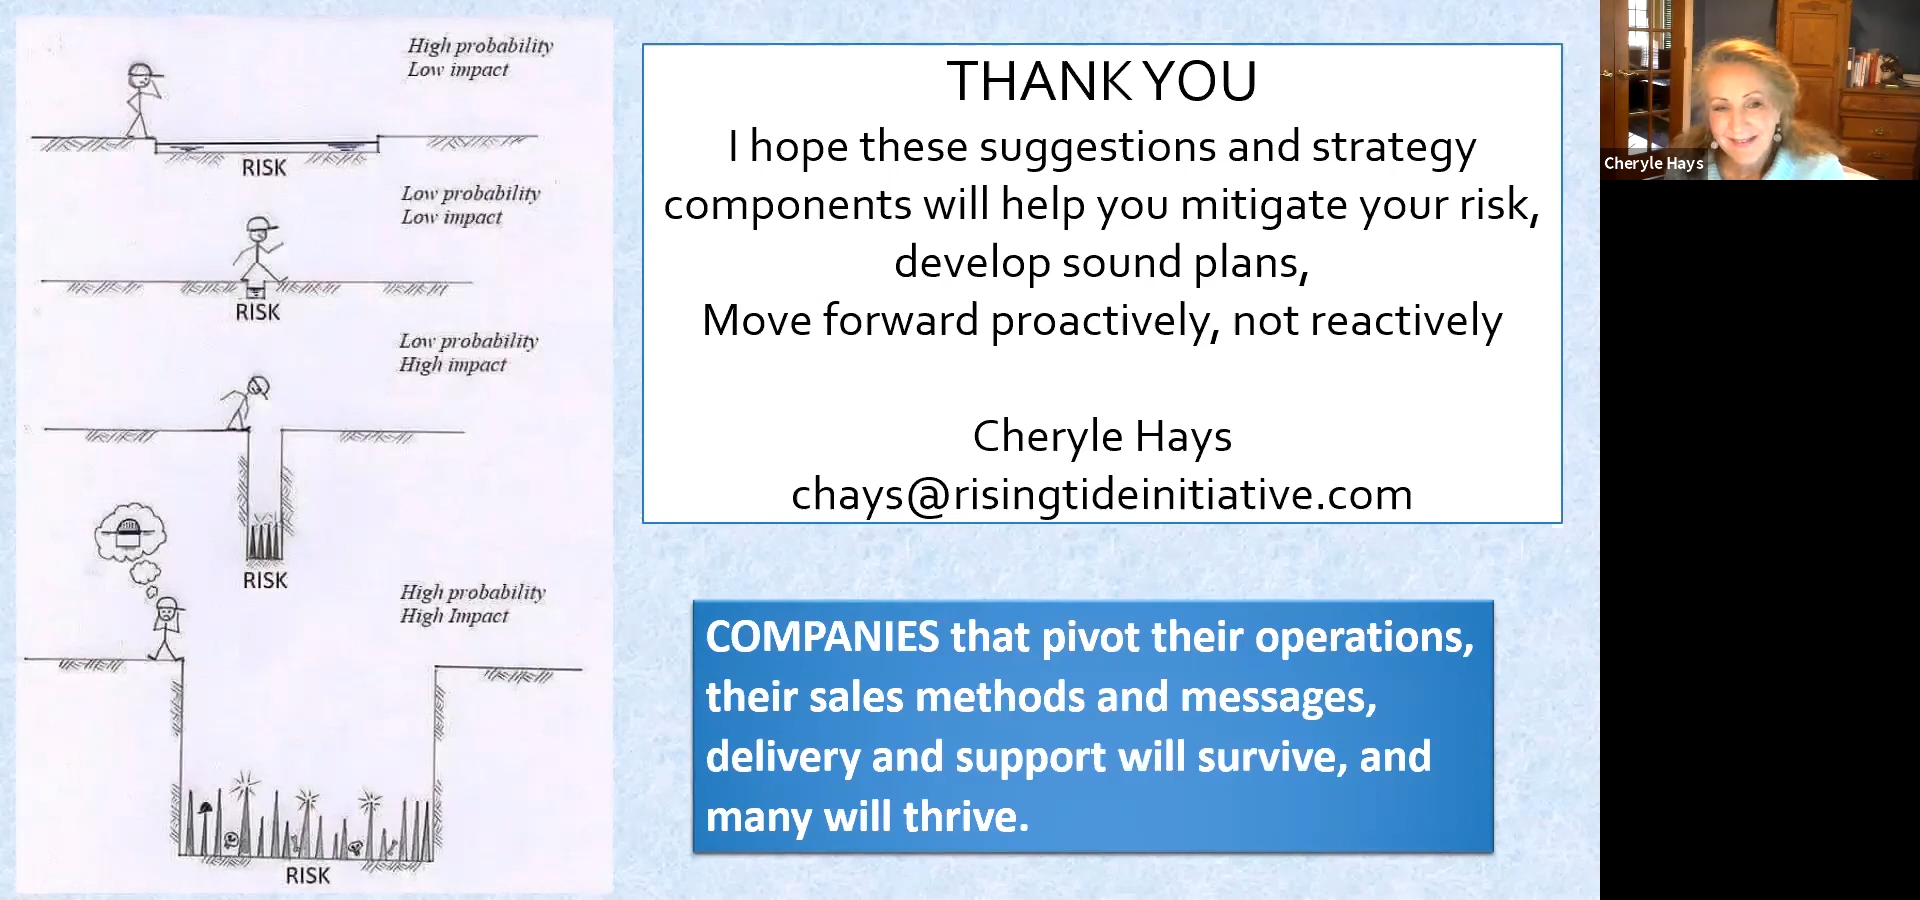 High probability
Low impact
RISK
Low probability
Low impact
RISK
Low probability
High impact
RISK
High probability
High Impact
RISK
THANK YOU
I hope these suggestions and strategy
components will help you mitigate your risk,
develop sound plans,
Move forward proactively, not reactively
Cheryle Hays
chays@risingtideinitiative.com
COMPANIES that pivot their operations,
their sales methods and messages,
delivery and support will survive, and
many will thrive.
Cheryle Hays